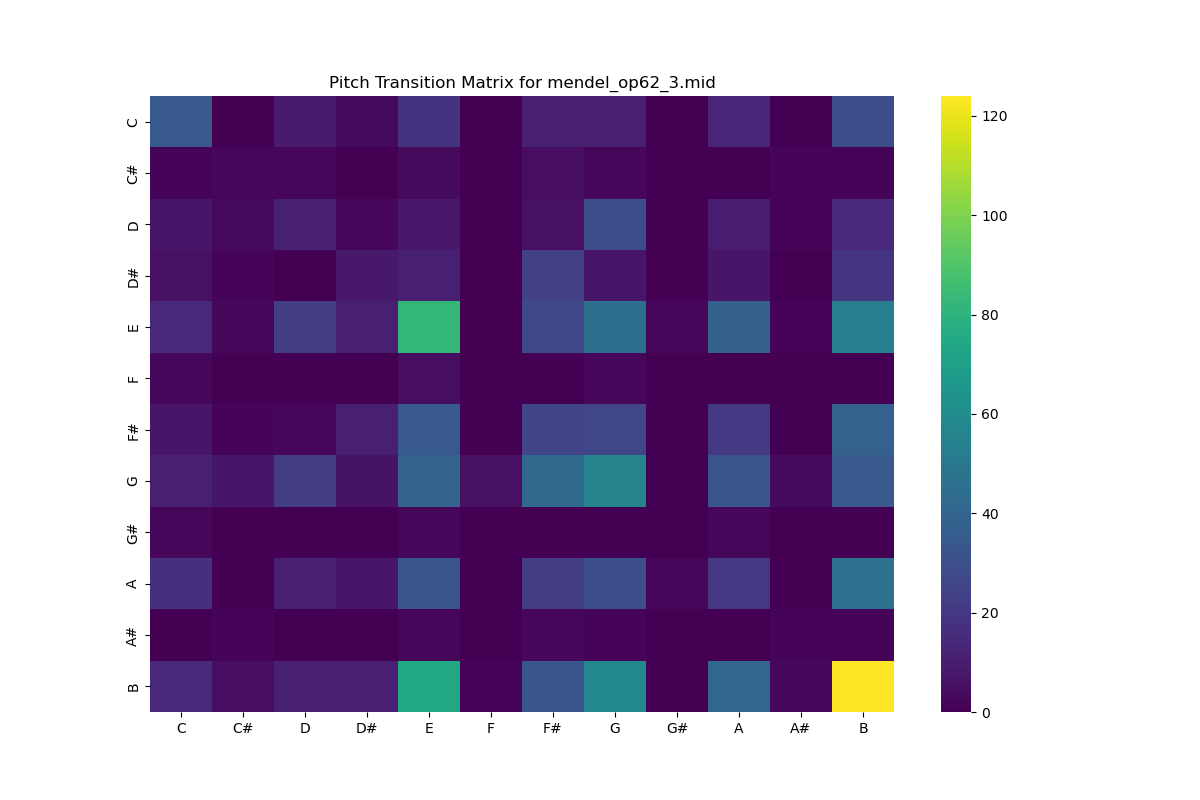 Pitch Transition Matrix for mendel_op62_3.mid
C
C#
D
D#
E
F
F#
G
G#
A
A#
B
C C# D D# E F F# G G# A A# B
120
100
80
60
40
20
0